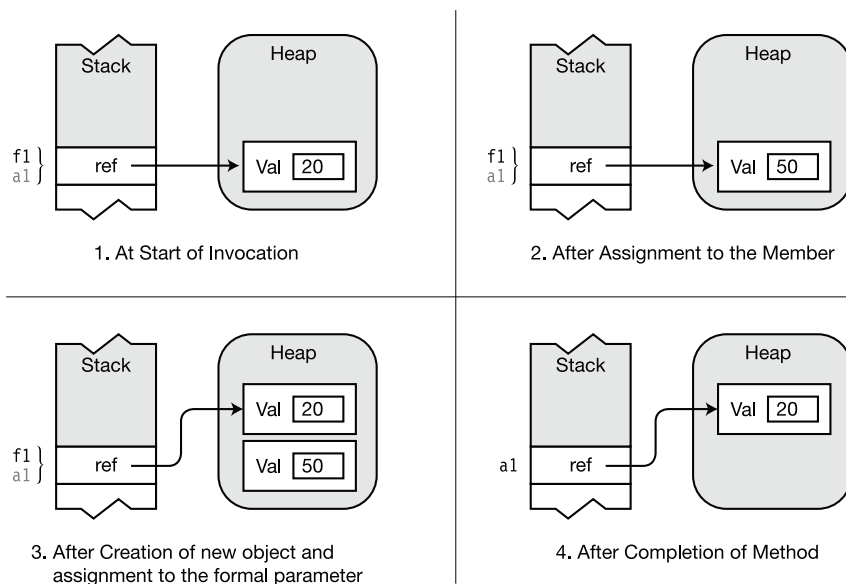 Stack
Heap
f1
a1
ref
Val 20
1. At Start of Invocation
Stack
Heap
f1
a1
ref
Val 50
2. After Assignment to the Member
Stack
Heap
Val 20
f1
a1
ref
Val 50
3. After Creation of new object and
assignment to the formal parameter
Stack
Heap
Val 20
a1
ref
4. After Completion of Method